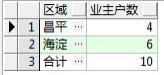 区域 业主户数
1 昌平 … 4
2 海淀 … 6
3 合计 … 10